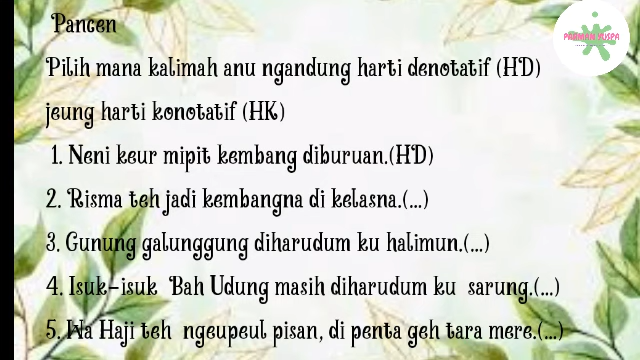 Pancen
PAKMAN YUSPA
Pilih mana kalimah anu ngandung harti denotatif (HD)
jeung harti konotatif (HK)
1. Neni keur mipit kembang diburuan.(HD)
2. Risma teh jadi kembangna di kelasna.(...)
3. Gunung galunggung diharudum ku halimun.(...)
4. Isuk-isuk Bah Udung masih diharudum ku sarung.(...)
5. Wa Haji teh ngeupeul pisan, di penta geh tara mere.(...)